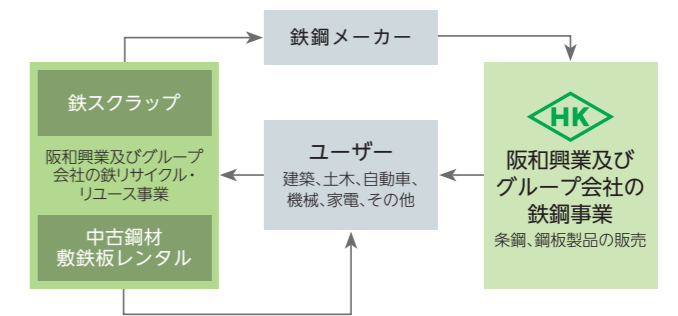 鉄鋼メーカー
鉄スクラップ
阪和興業及びグループ
会社の鉄リサイクル・
リユース事業
中古鋼材
敷鉄板レンタル
ユーザー
建築、土木、自動車、
機械、家電、その他
HK
阪和興業及び
グループ会社の
鉄鋼事業
条鋼、鋼板製品の販売